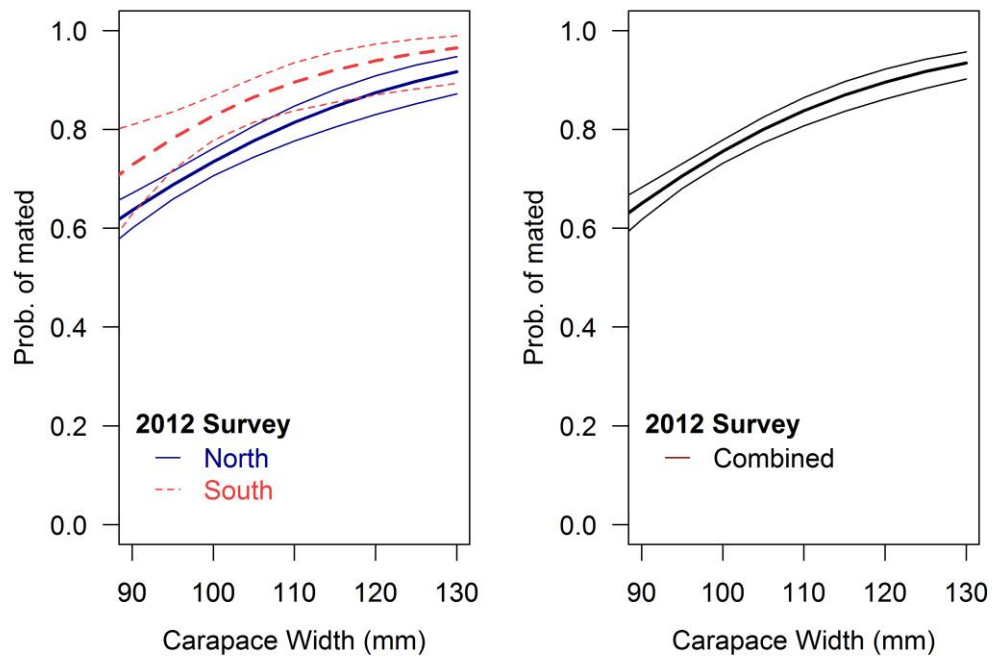 1.0
0.8
0.6
0.4
0.2
0.0
Prob. of mated
2012 Survey
North
South
90 100 110 120 130
Carapace Width (mm)
1.0
0.8
0.6
0.4
0.2
0.0
Prob. of mated
2012 Survey
Combined
90 100 110 120 130
Carapace Width (mm)